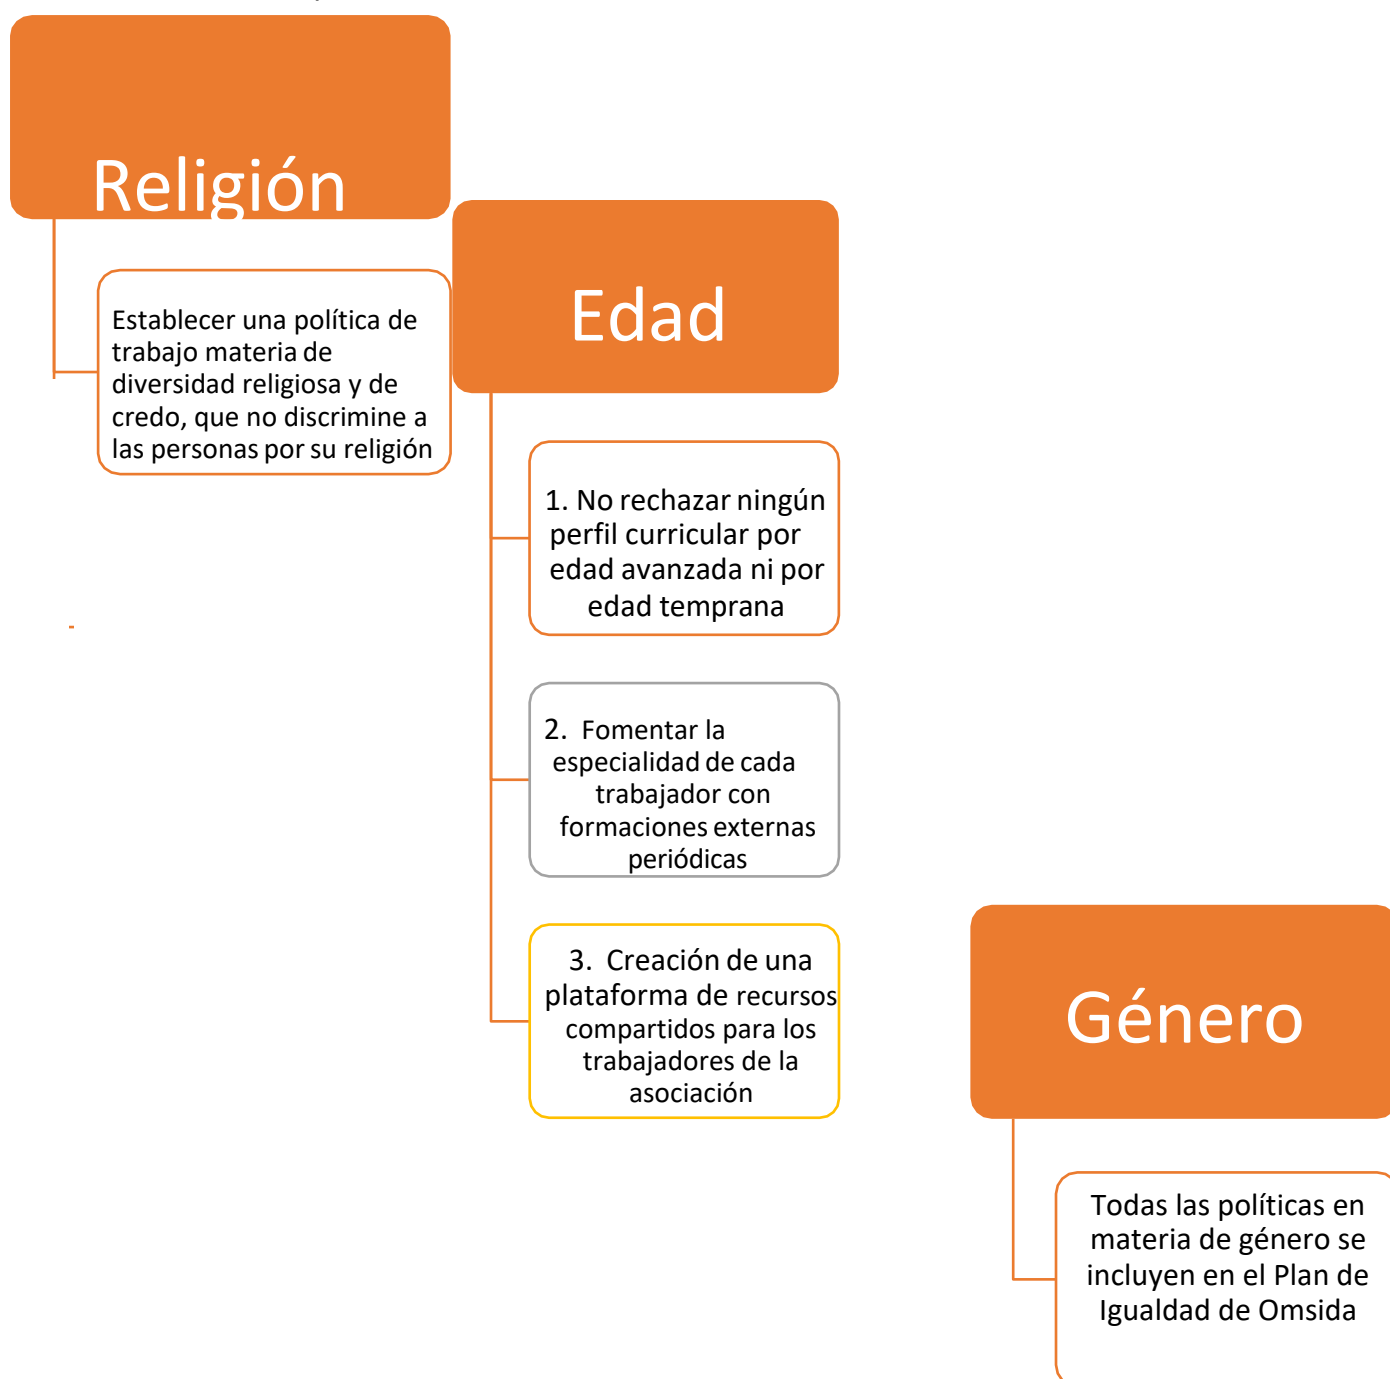 Religión
Establecer una política de
trabajo materia de
diversidad religiosa y de
credo, que no discrimine a
las personas por su religión
Edad
1. No rechazar ningún
perfil curricular por
edad avanzada ni por
edad temprana
2. Fomentar la
especialidad de cada
trabajador con
formaciones externas
periódicas
3. Creación de una
plataforma de recursos
compartidos para los
trabajadores de la
asociación
Género
Todas las políticas en
materia de género se
incluyen en el Plan de
Igualdad de Omsida